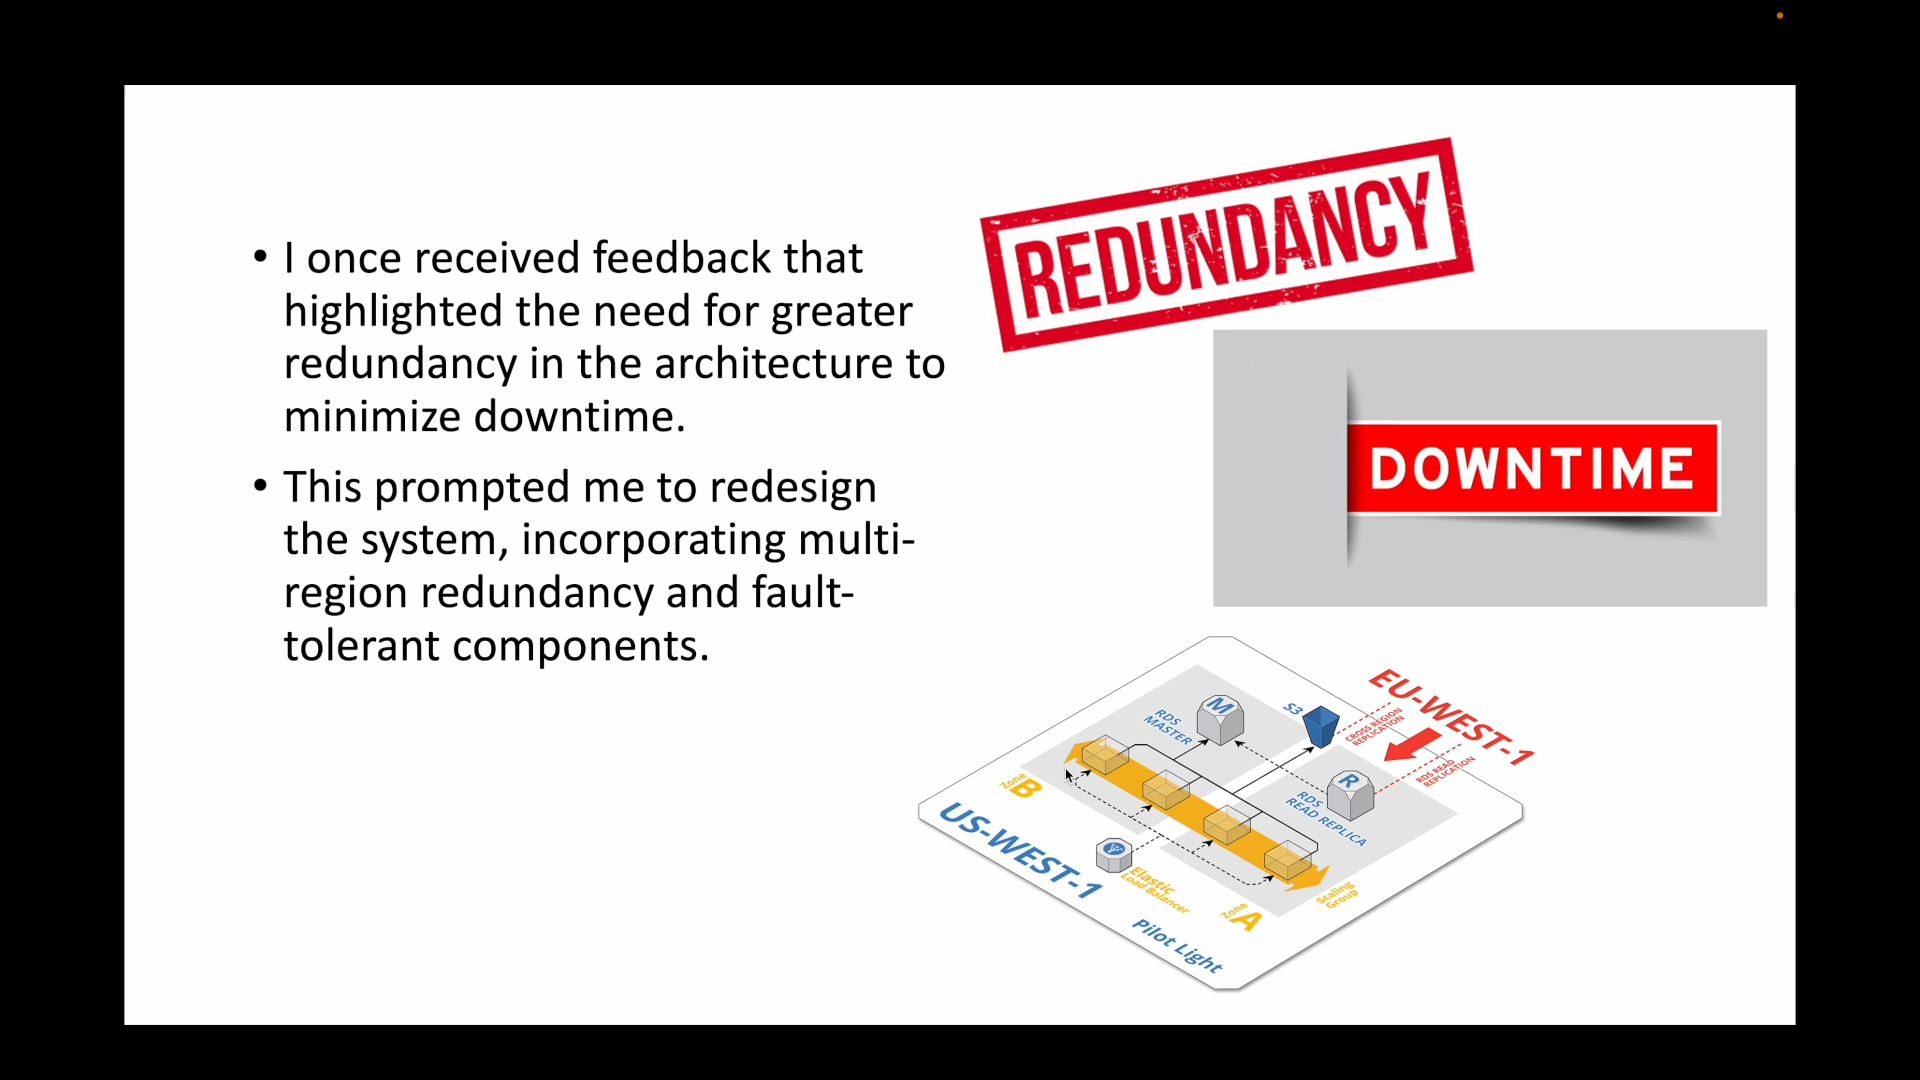 • I once received feedback that
highlighted the need for greater
redundancy in the architecture to
minimize downtime.
• This prompted me to redesign
the system, incorporating multi-
region redundancy and fault-
tolerant components.
REDUNDANCY
DOWNTIME
EU-WEST-1
CROSS REGION
REPLICATION
RDS READ
REPLICATION
S3
M
RDS
MASTER
R
RDS
READ REPLICA
Zone
B
US-WEST-1
Elastic
Load Balancer
Zone
A
Scaling
Group
Pilot Light